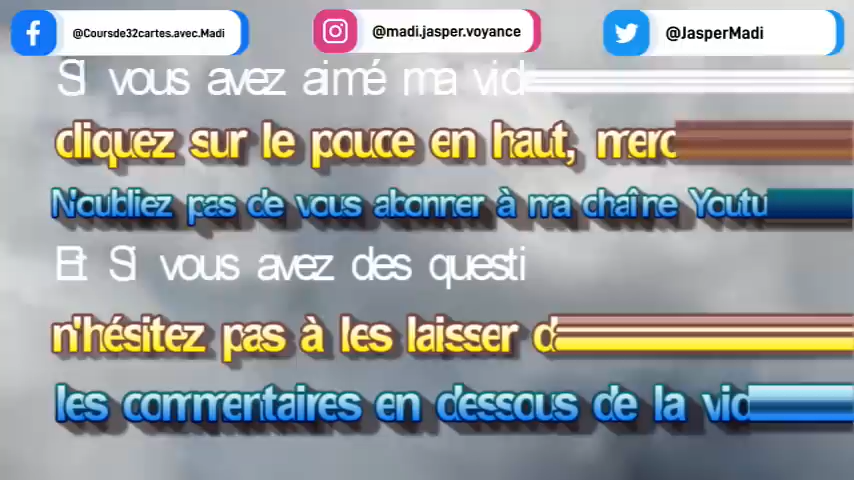 @Coursde32cartes.avec.Madi
@madi.jasper.voyance
@JasperMadi
Si vous avez aimé ma vid
cliquez sur le pouce en haut, merc
N'oubliez pas de vous abonner à ma chaîne Youtu
Et Si vous avez des questi
n'hésitez pas à les laisser d
les commentaires en dessous de la vid